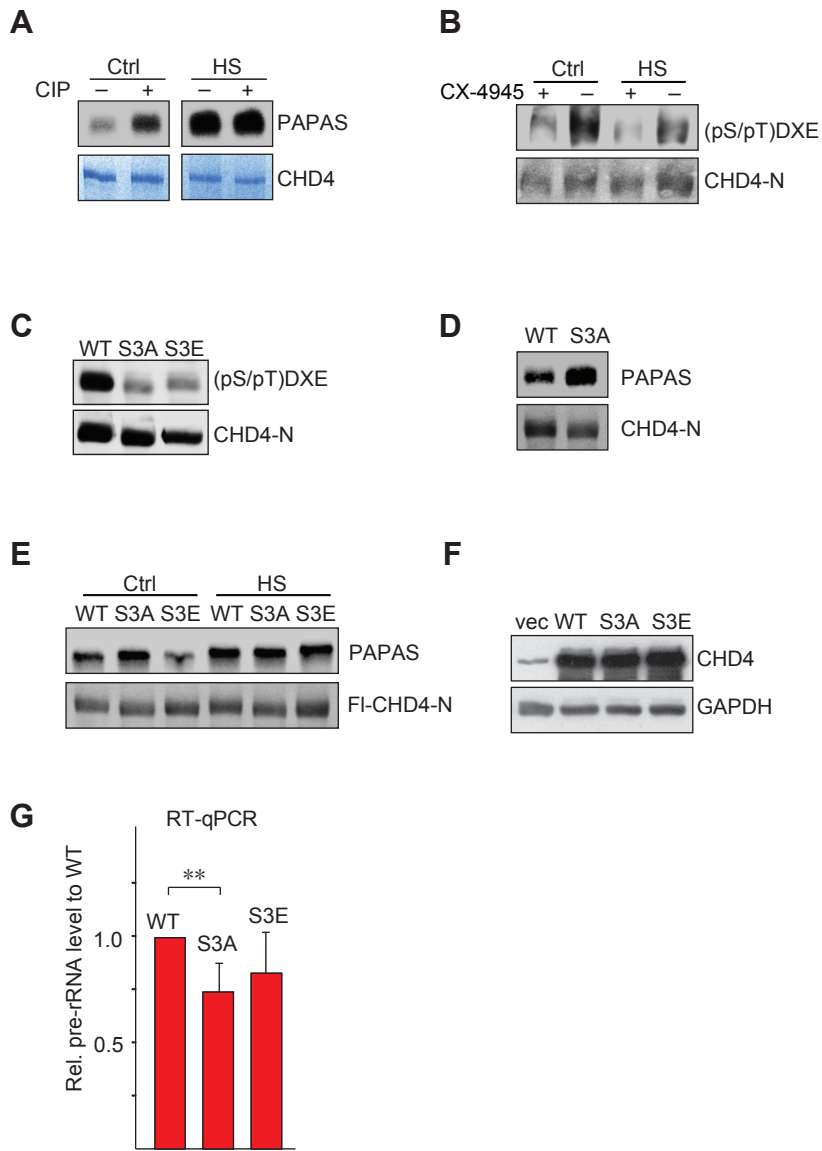 A
Ctrl HS
CIP − + − +
PAPAS
CHD4
B
Ctrl HS
CX-4945 + − + −
(pS/pT)DXE
CHD4-N
C
WT S3A S3E
(pS/pT)DXE
CHD4-N
D
WT S3A
PAPAS
CHD4-N
E
Ctrl HS
WT S3A S3E WT S3A S3E
PAPAS
Fl-CHD4-N
F
vec WT S3A S3E
CHD4
GAPDH
G
RT-qPCR
Rel. pre-rRNA level to WT
**
WT S3A S3E
1.0
0.5